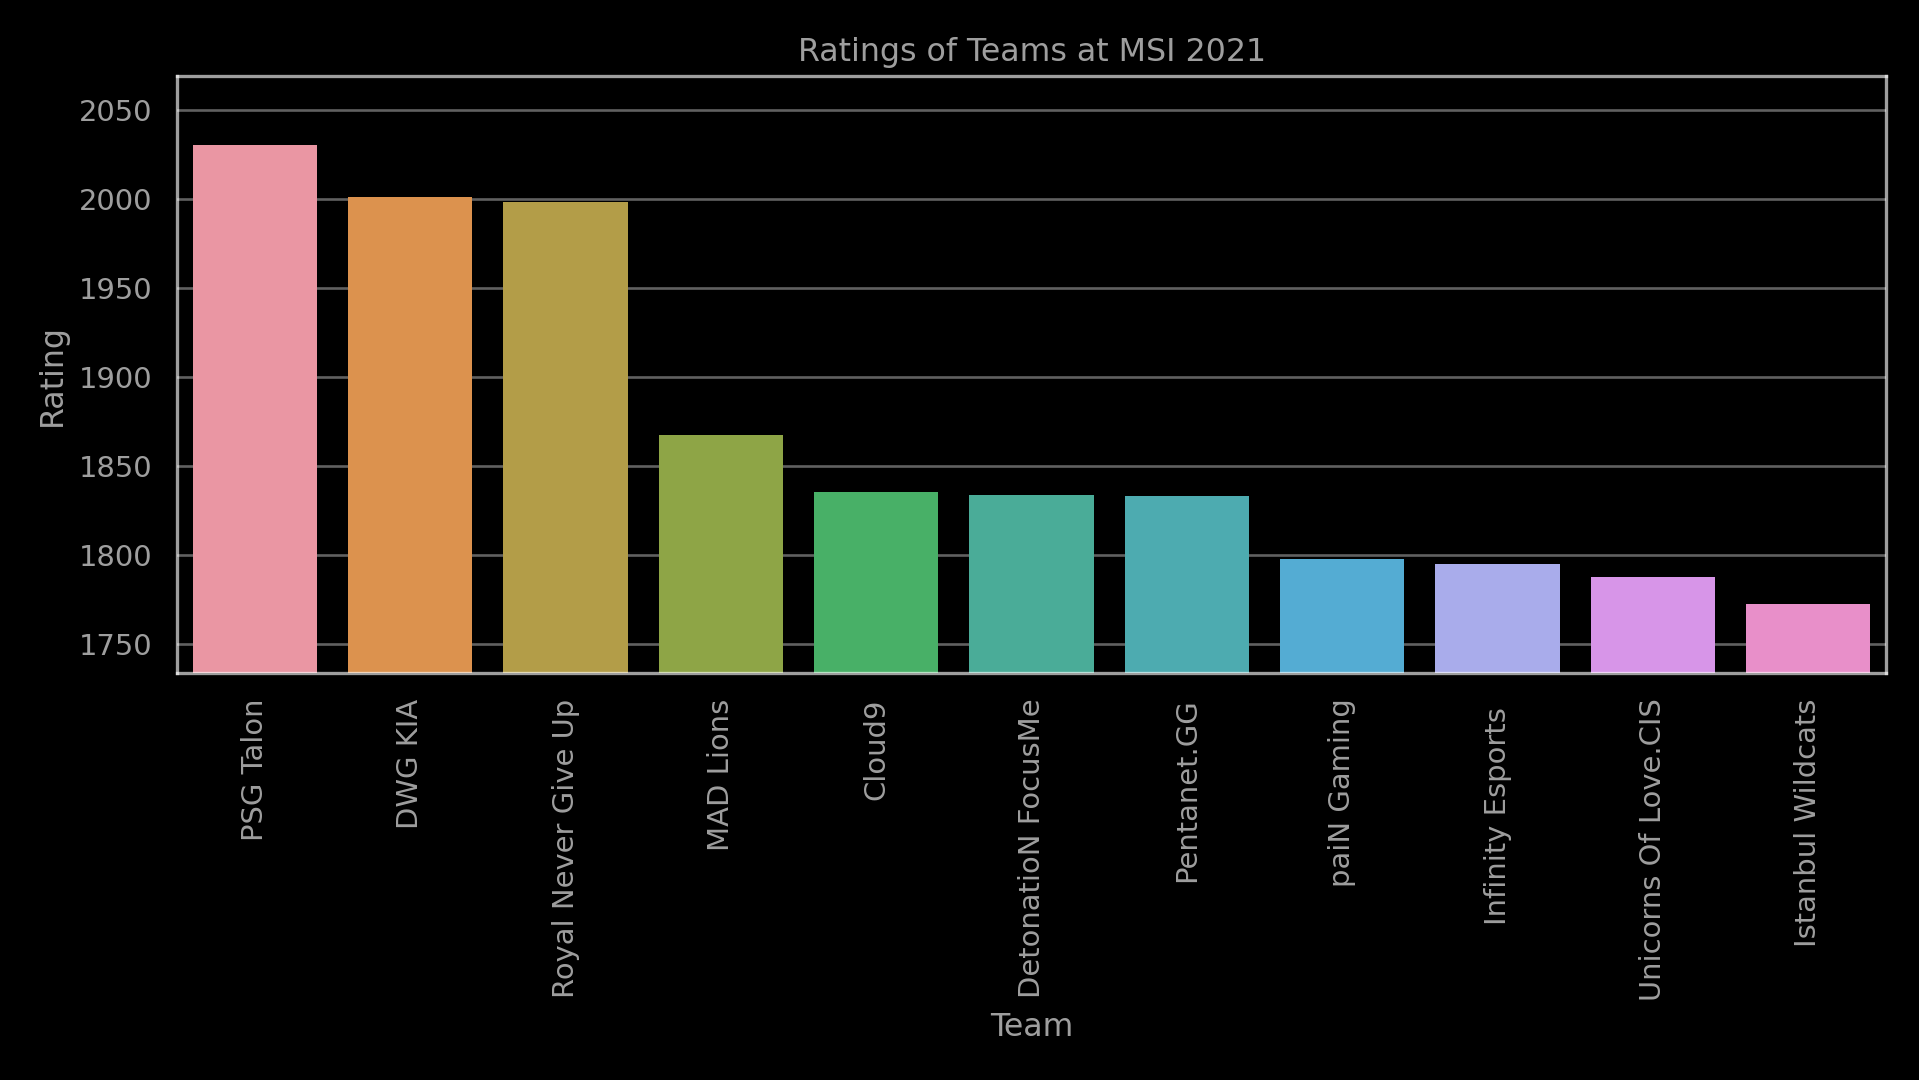 Ratings of Teams at MSI 2021
Rating
2050
2000
1950
1900
1850
1800
1750
PSG Talon
DWG KIA
Royal Never Give Up
MAD Lions
Cloud9
DetonatioN FocusMe
Pentanet.GG
paiN Gaming
Infinity Esports
Unicorns Of Love.CIS
Istanbul Wildcats
Team